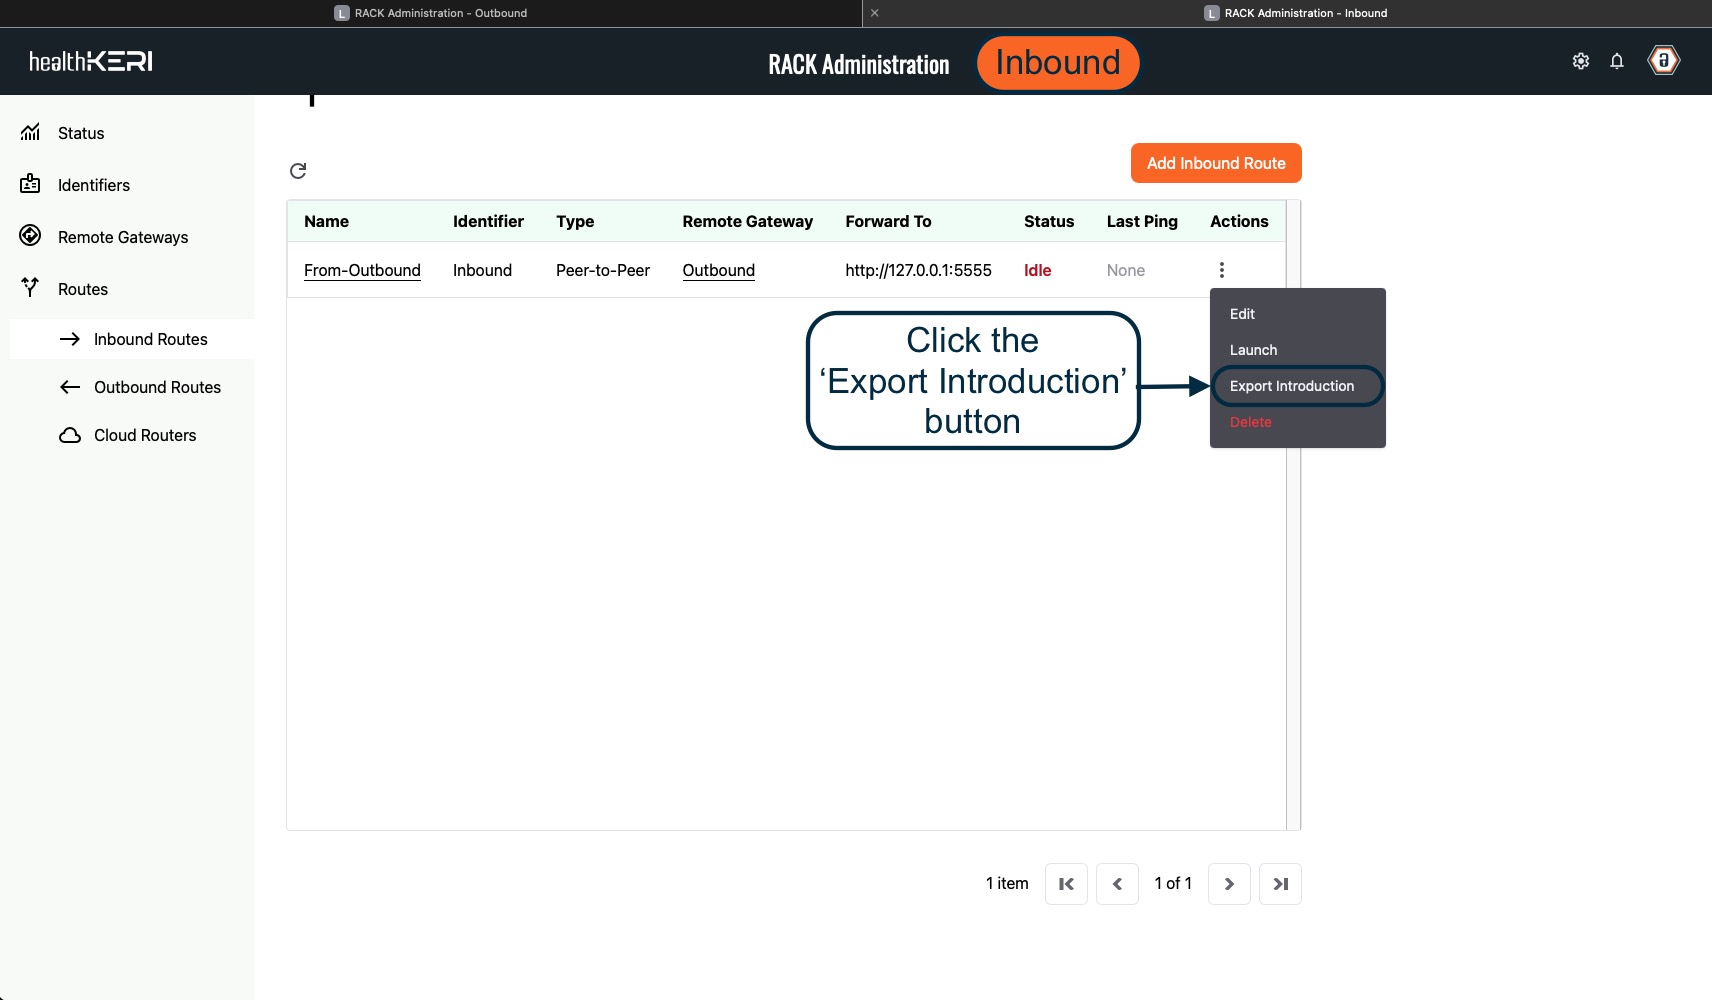 L RACK Administration - Outbound
L RACK Administration - Inbound
healthKERI
RACK Administration
Inbound
Status
Identifiers
Remote Gateways
Routes
Inbound Routes
Outbound Routes
Cloud Routers
Add Inbound Route
Name Identifier Type Remote Gateway Forward To Status Last Ping Actions
From-Outbound Inbound Peer-to-Peer Outbound http://127.0.0.1:5555 Idle None
Click the
‘Export Introduction’
button
Edit
Launch
Export Introduction
Delete
1 item 1 of 1